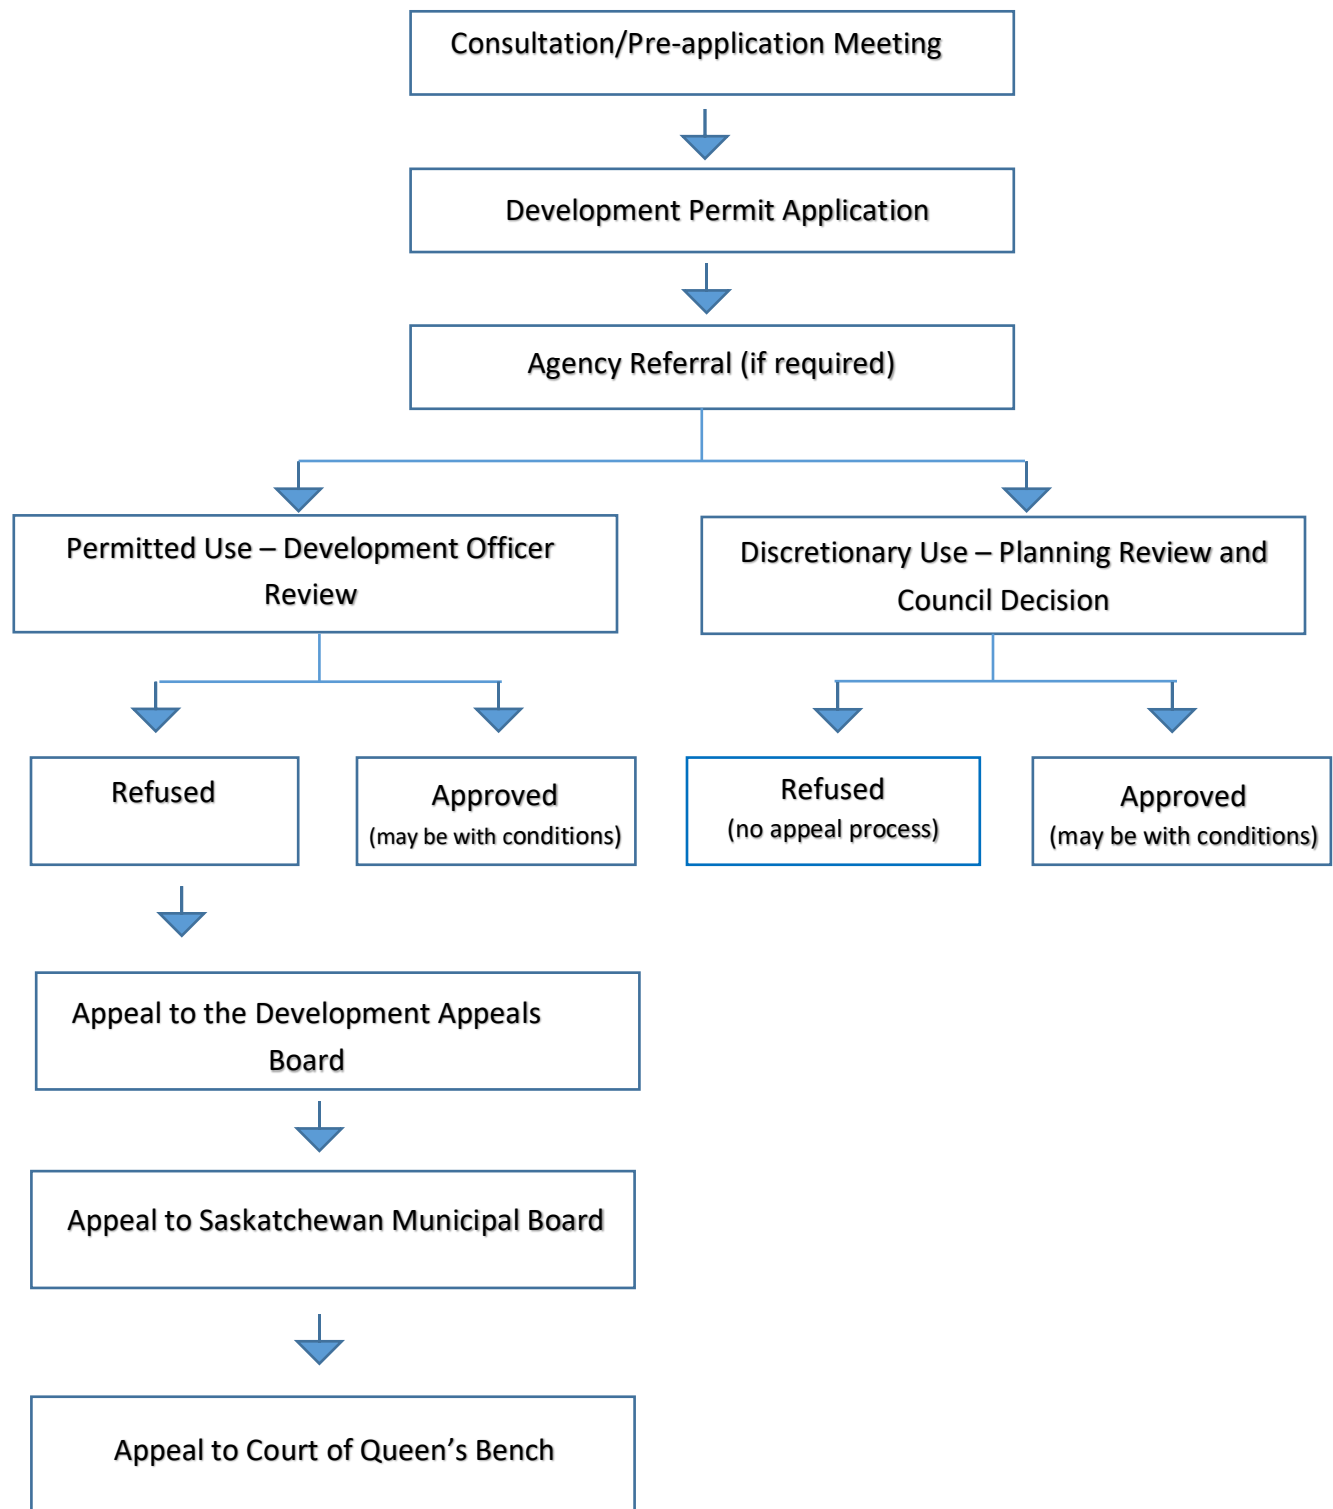 Consultation/Pre-application Meeting
Development Permit Application
Agency Referral (if required)
Permitted Use – Development Officer
Review
Discretionary Use – Planning Review and
Council Decision
Refused
Approved
(may be with conditions)
Refused
(no appeal process)
Approved
(may be with conditions)
Appeal to the Development Appeals
Board
Appeal to Saskatchewan Municipal Board
Appeal to Court of Queen’s Bench